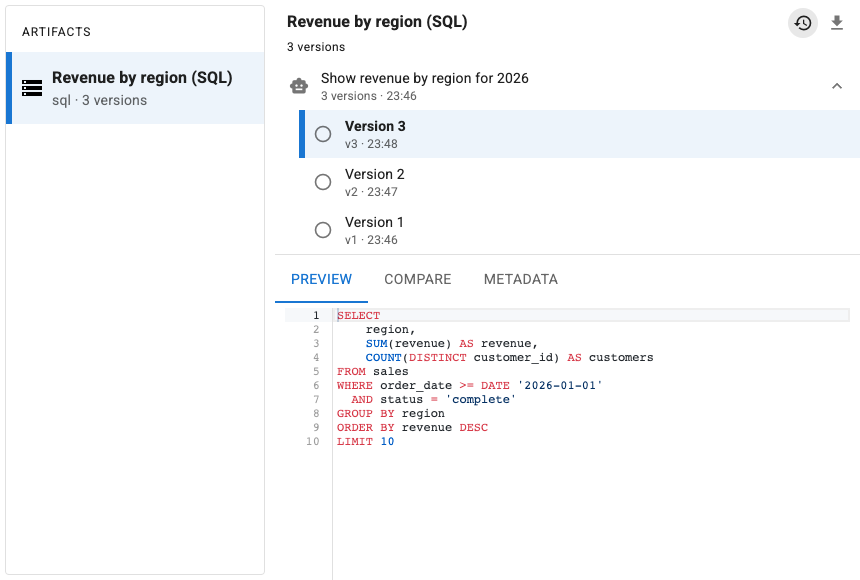 ARTIFACTS
Revenue by region (SQL)
sql · 3 versions
Revenue by region (SQL)
3 versions
Show revenue by region for 2026
3 versions · 23:46
Version 3
v3 · 23:48
Version 2
v2 · 23:47
Version 1
v1 · 23:46
PREVIEW COMPARE METADATA
1 SELECT
2     region,
3     SUM(revenue) AS revenue,
4     COUNT(DISTINCT customer_id) AS customers
5 FROM sales
6 WHERE order_date >= DATE '2026-01-01'
7   AND status = 'complete'
8 GROUP BY region
9 ORDER BY revenue DESC
10 LIMIT 10